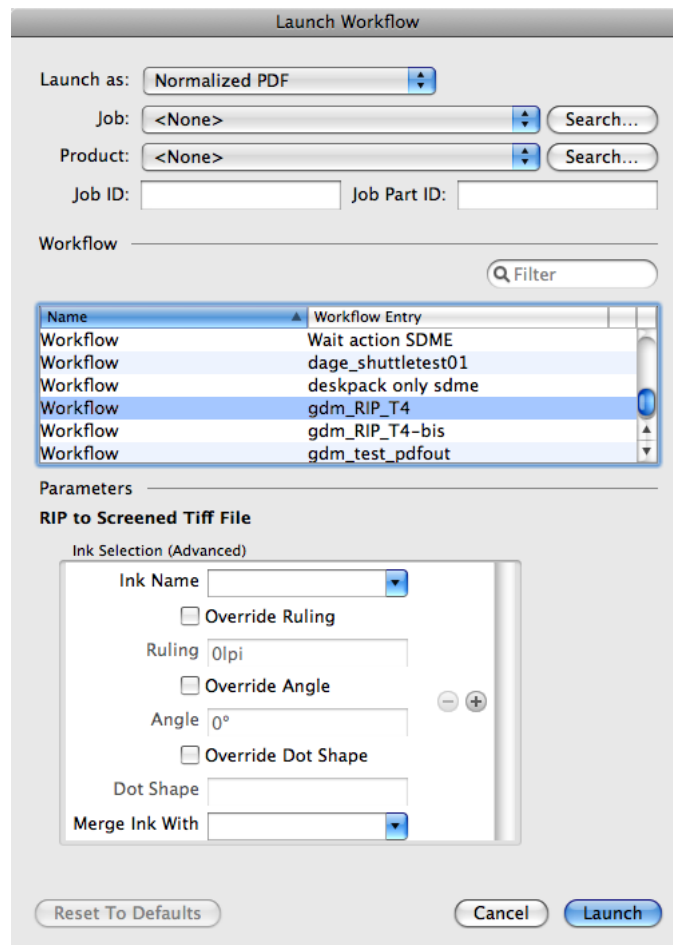 Launch Workflow
Launch as: Normalized PDF
Job: <None> Search...
Product: <None> Search...
Job ID: Job Part ID:
Workflow
Filter
Name Workflow Entry
Workflow Wait action SDME
Workflow dage_shuttletest01
Workflow deskpack only sdme
Workflow gdm_RIP_T4
Workflow gdm_RIP_T4-bis
Workflow gdm_test_pdfout
Parameters
RIP to Screened Tiff File
Ink Selection (Advanced)
Ink Name
Override Ruling
Ruling 0lpi
Override Angle
Angle 0°
Override Dot Shape
Dot Shape
Merge Ink With
Reset To Defaults Cancel Launch